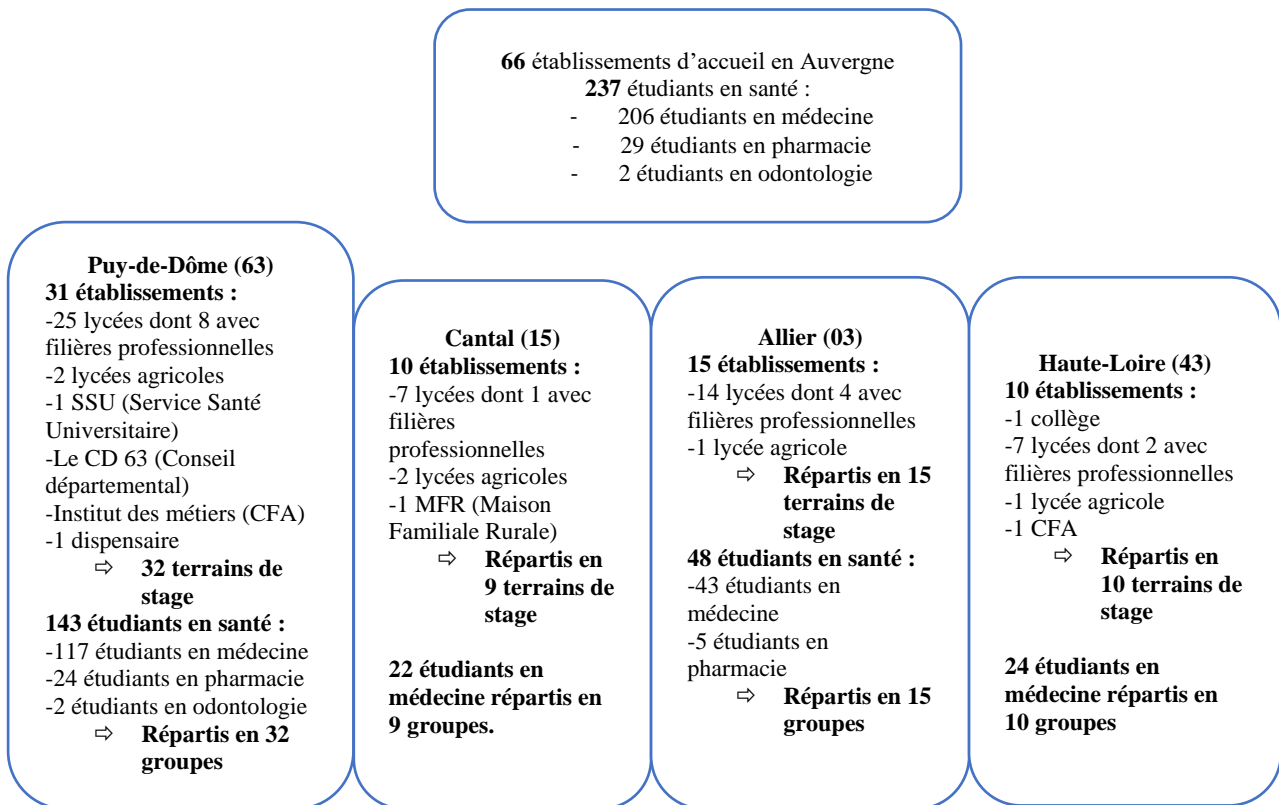 66 établissements d’accueil en Auvergne
237 étudiants en santé :
- 206 étudiants en médecine
- 29 étudiants en pharmacie
- 2 étudiants en odontologie
Puy-de-Dôme (63)
31 établissements :
-25 lycées dont 8 avec
filières professionnelles
-2 lycées agricoles
-1 SSU (Service Santé
Universitaire)
-Le CD 63 (Conseil
départemental)
-Institut des métiers (CFA)
-1 dispensaire
⇨ 32 terrains de
stage
143 étudiants en santé :
-117 étudiants en médecine
-24 étudiants en pharmacie
-2 étudiants en odontologie
⇨ Répartis en 32
groupes
Cantal (15)
10 établissements :
-7 lycées dont 1 avec
filières
professionnelles
-2 lycées agricoles
-1 MFR (Maison
Familiale Rurale)
⇨ Répartis en
9 terrains de
stage
22 étudiants en
médecine répartis en
9 groupes.
Allier (03)
15 établissements :
-14 lycées dont 4 avec
filières professionnelles
-1 lycée agricole
⇨ Répartis en 15
terrains de
stage
48 étudiants en santé :
-43 étudiants en
médecine
-5 étudiants en
pharmacie
⇨ Répartis en 15
groupes
Haute-Loire (43)
10 établissements :
-1 collège
-7 lycées dont 2 avec
filières professionnelles
-1 lycée agricole
-1 CFA
⇨ Répartis en
10 terrains de
stage
24 étudiants en
médecine répartis en
10 groupes